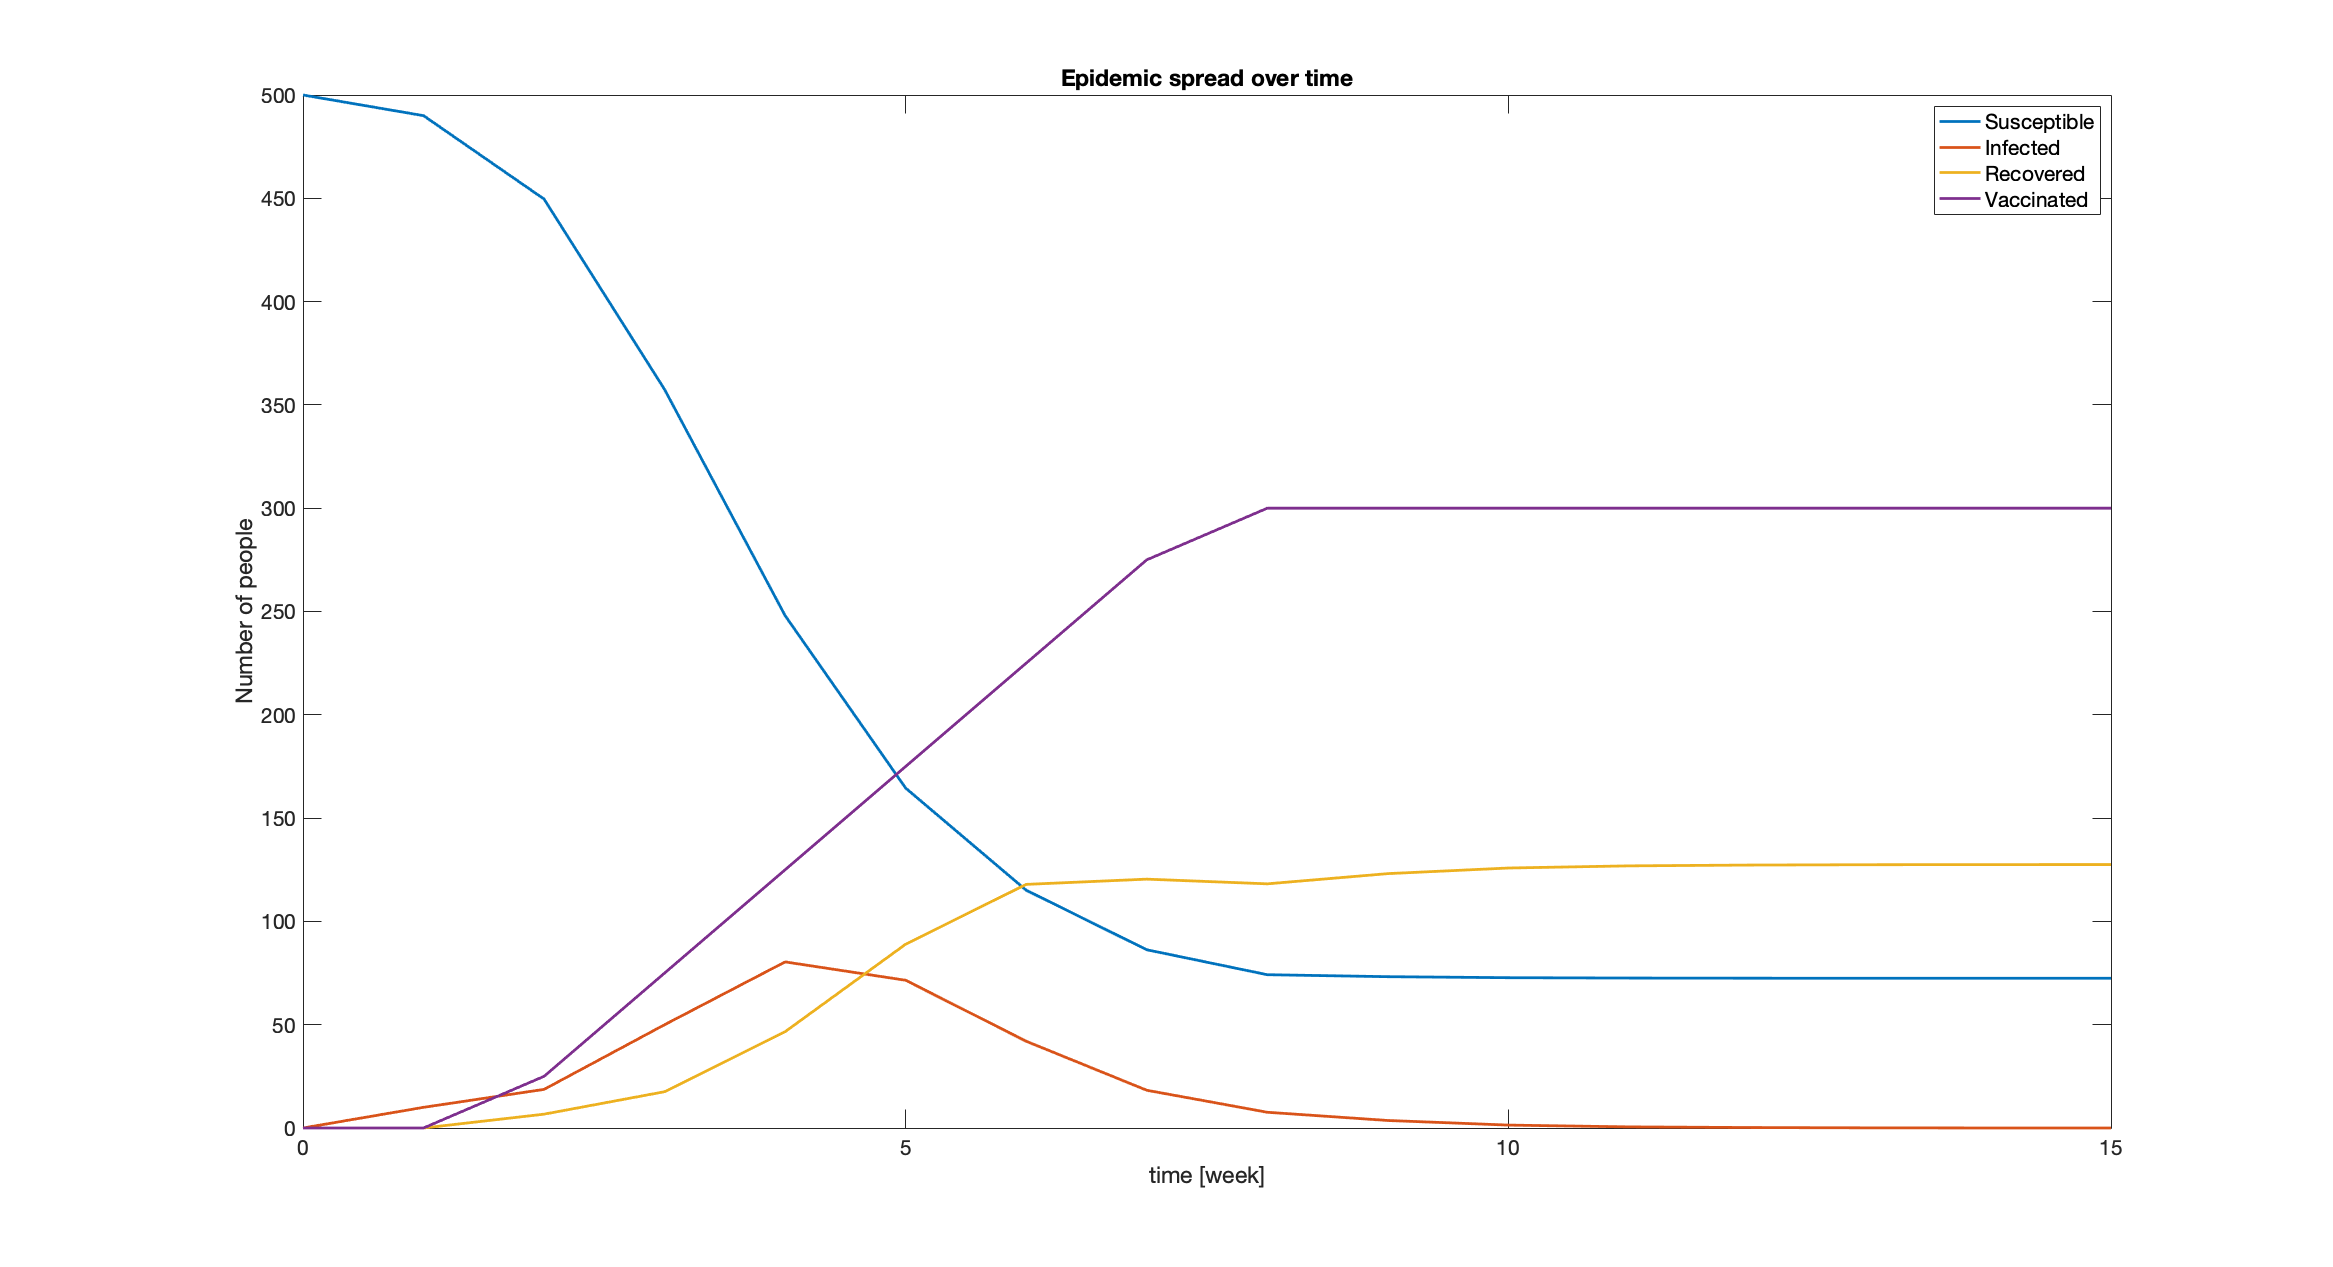 Epidemic spread over time
500
450
400
350
300
250
200
150
100
50
0
Number of people
0
5
10
15
time [week]
Susceptible
Infected
Recovered
Vaccinated